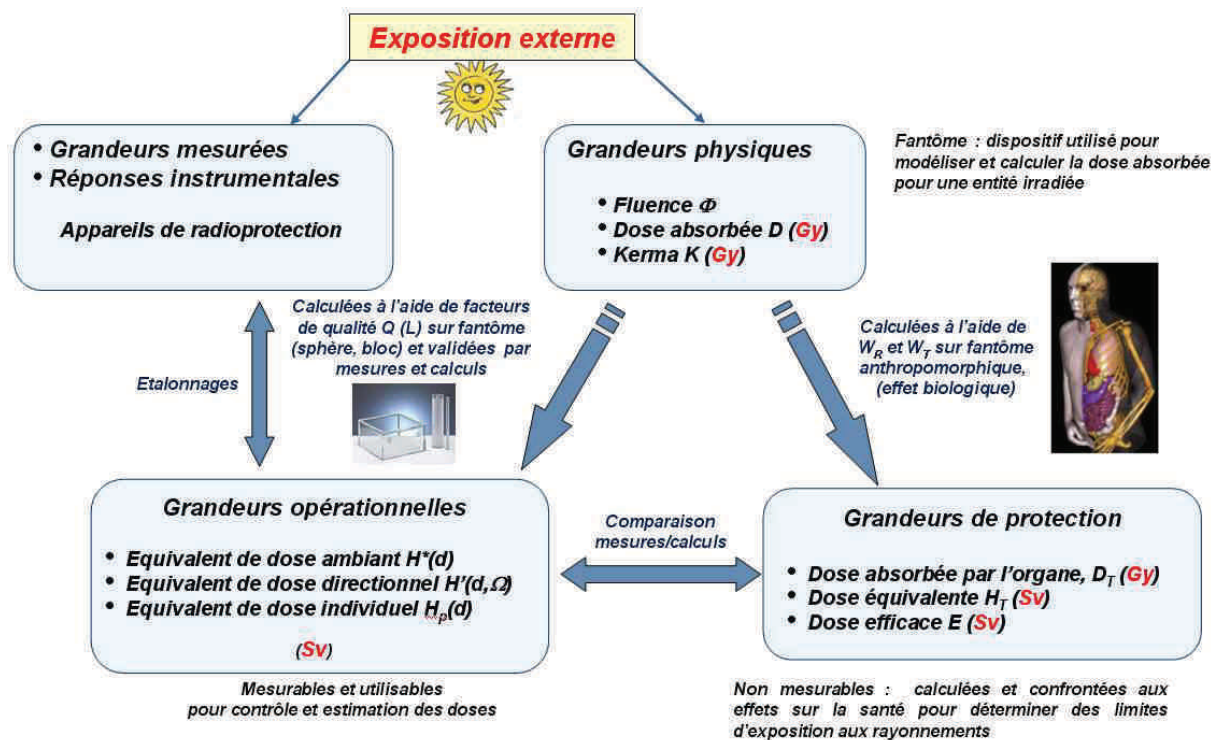 Exposition externe
• Grandeurs mesurées
• Réponses instrumentales
Appareils de radioprotection
Grandeurs physiques
• Fluence Φ
• Dose absorbée D (Gy)
• Kerma K (Gy)
Fantôme : dispositif utilisé pour
modéliser et calculer la dose absorbée
pour une entité irradiée
Etalonnages
Calculées à l'aide de facteurs
de qualité Q (L) sur fantôme
(sphère, bloc) et validées par
mesures et calculs
Calculées à l'aide de
W_R et W_T sur fantôme
anthropomorphique,
(effet biologique)
Grandeurs opérationnelles
• Equivalent de dose ambiant H*(d)
• Equivalent de dose directionnel H'(d,Ω)
• Equivalent de dose individuel H_p(d)
(Sv)
Comparaison
mesures/calculs
Grandeurs de protection
• Dose absorbée par l'organe, D_T (Gy)
• Dose équivalente H_T (Sv)
• Dose efficace E (Sv)
Mesurables et utilisables
pour contrôle et estimation des doses
Non mesurables : calculées et confrontées aux
effets sur la santé pour déterminer des limites
d'exposition aux rayonnements